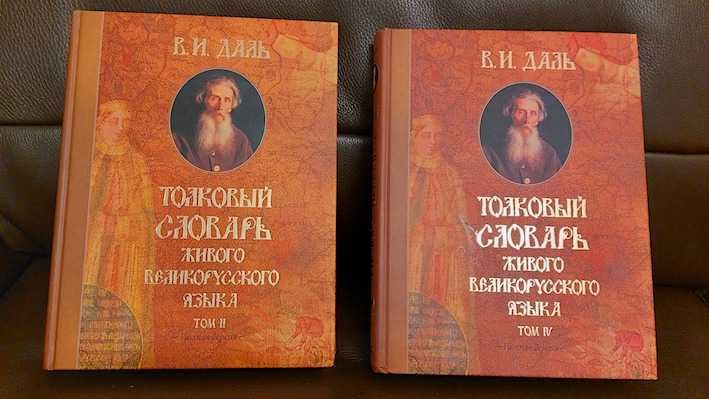 В.И. ДАЛЬ
ТОЛКОВЫЙ
СЛОВАРЬ
ЖИВОГО
ВЕЛИКОРУССКОГО
ЯЗЫКА
ТОМ II
В.И. ДАЛЬ
ТОЛКОВЫЙ
СЛОВАРЬ
ЖИВОГО
ВЕЛИКОРУССКОГО
ЯЗЫКА
ТОМ IV